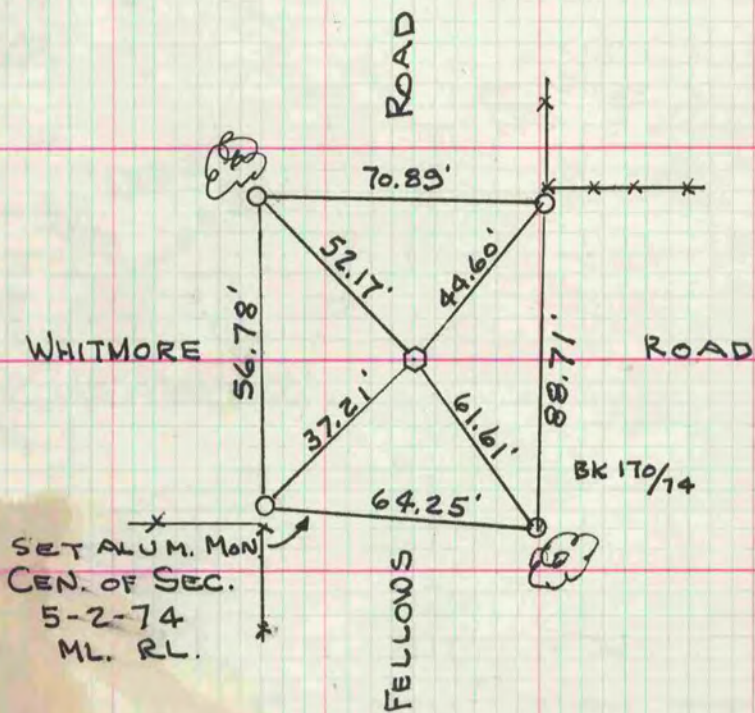 ROAD
70.89'
52.17'
44.60'
56.78'
WHITMORE
ROAD
88.71'
37.21'
61.61'
BK 170/74
64.25'
SET ALUM. MON
CEN. OF SEC.
5-2-74
ML. RL.
FELLOWS